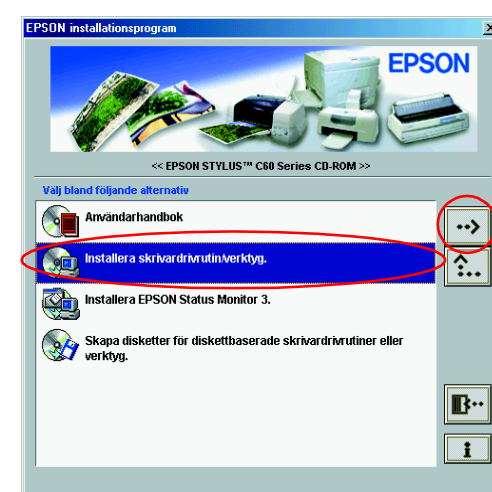 EPSON installationsprogram
EPSON
<< EPSON STYLUS™ C60 Series CD-ROM >>
Välj bland följande alternativ
Användarhandbok
Installera skrivardrivrutin/verktyg.
Installera EPSON Status Monitor 3.
Skapa disketter för diskettbaserade skrivardrivrutiner eller
verktyg.